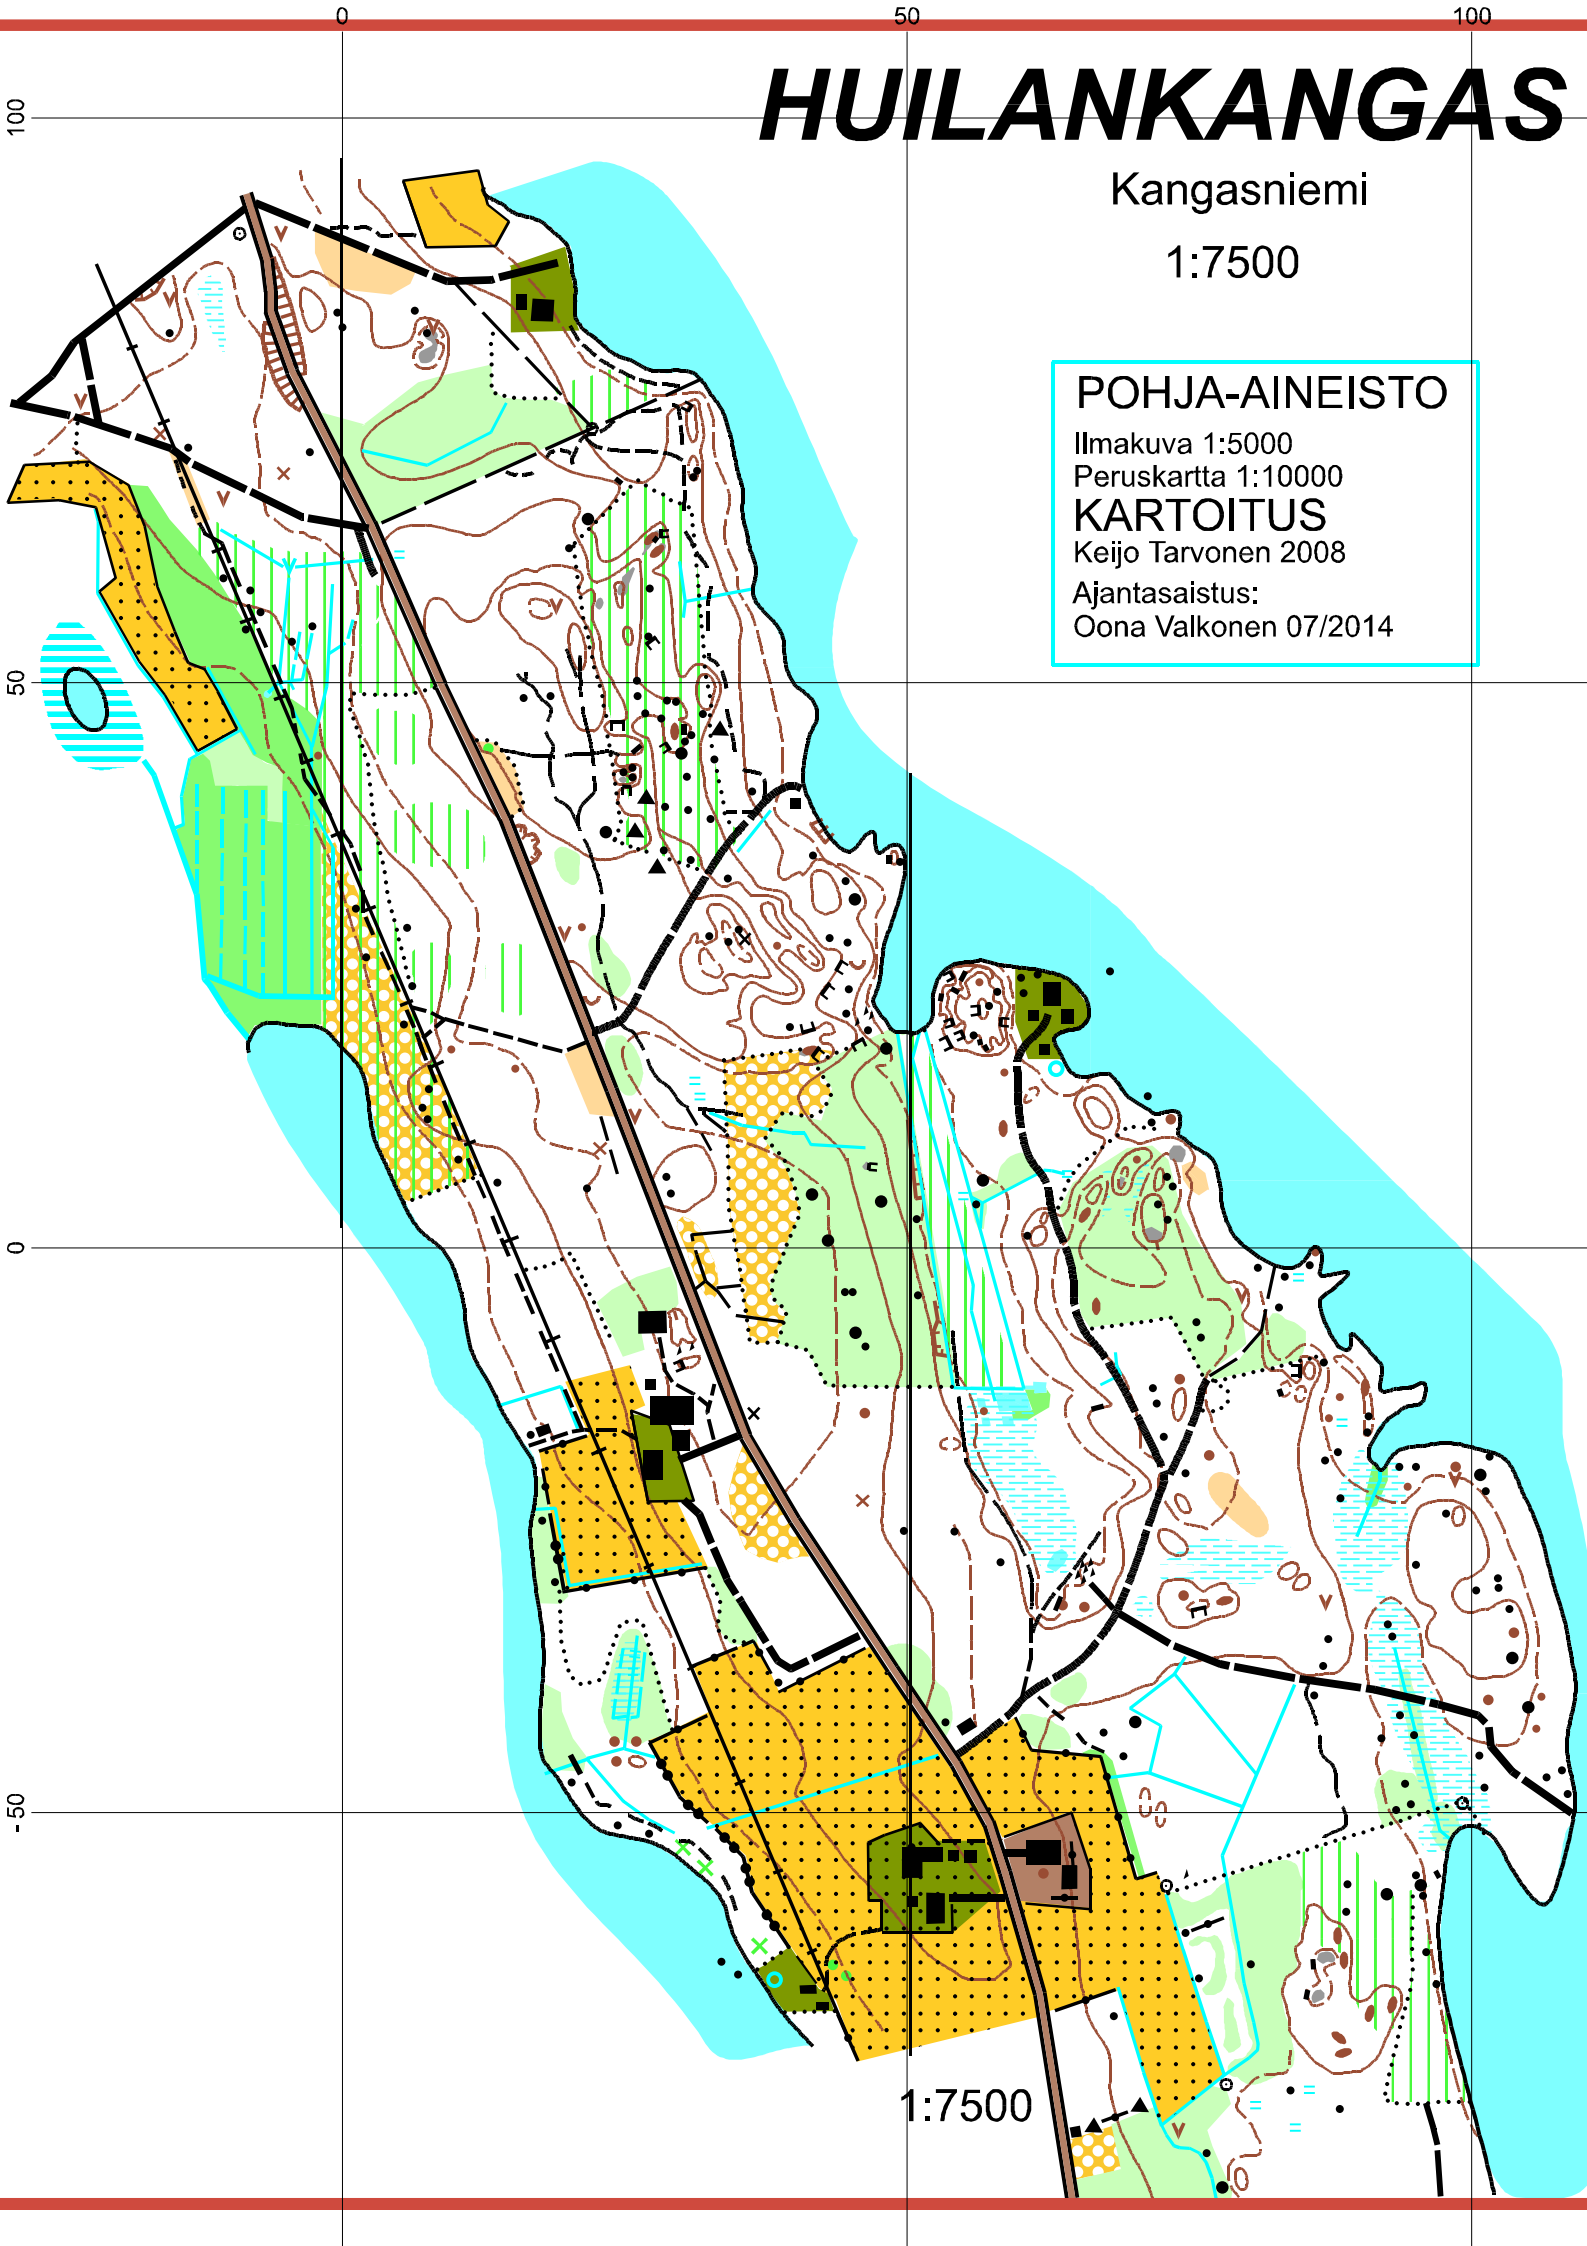 0 50 100
HUILANKANGAS
100
Kangasniemi
1:7500
POHJA-AINEISTO
Ilmakuva 1:5000
Peruskartta 1:10000
KARTOITUS
Keijo Tarvonen 2008
Ajantasaistus:
Oona Valkonen 07/2014
50
0
-50
1:7500